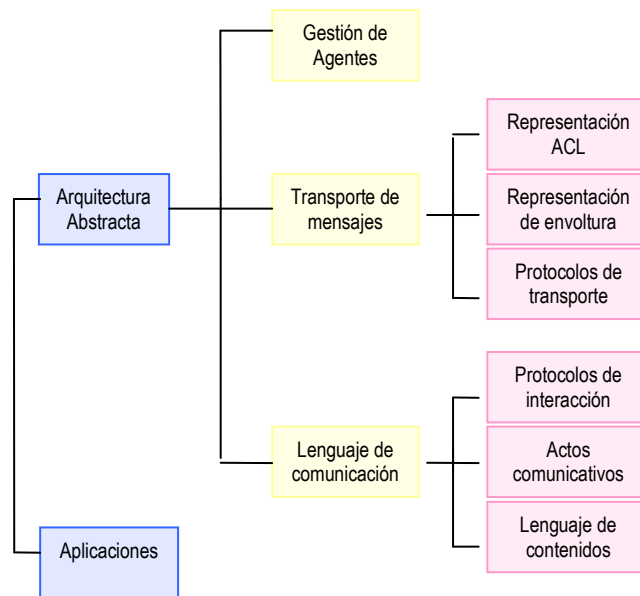 Gestión de
Agentes
Representación
ACL
Arquitectura
Abstracta
Transporte de
mensajes
Representación
de envoltura
Protocolos de
transporte
Protocolos de
interacción
Lenguaje de
comunicación
Actos
comunicativos
Lenguaje de
contenidos
Aplicaciones